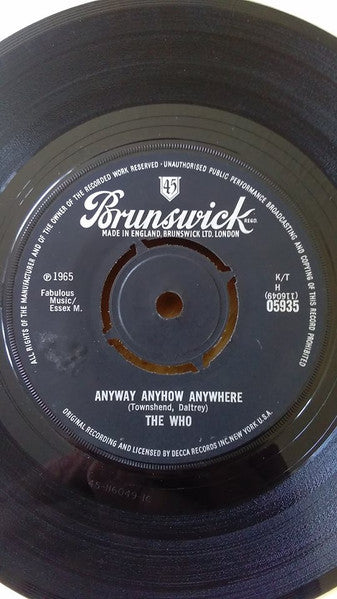 ALL RIGHTS OF THE MANUFACTURER AND OF THE OWNER OF THE RECORDED WORK RESERVED · UNAUTHORISED PUBLIC PERFORMANCE BROADCASTING AND COPYING OF THIS RECORD PROHIBITED
45
Brunswick REGD.
MADE IN ENGLAND, BRUNSWICK LTD. LONDON
℗ 1965
Fabulous
Music/
Essex M.
K/T
H
(116049)
05935
ANYWAY ANYHOW ANYWHERE
(Townshend, Daltrey)
THE WHO
ORIGINAL RECORDING AND LICENSED BY DECCA RECORDS INC. NEW YORK. U.S.A.